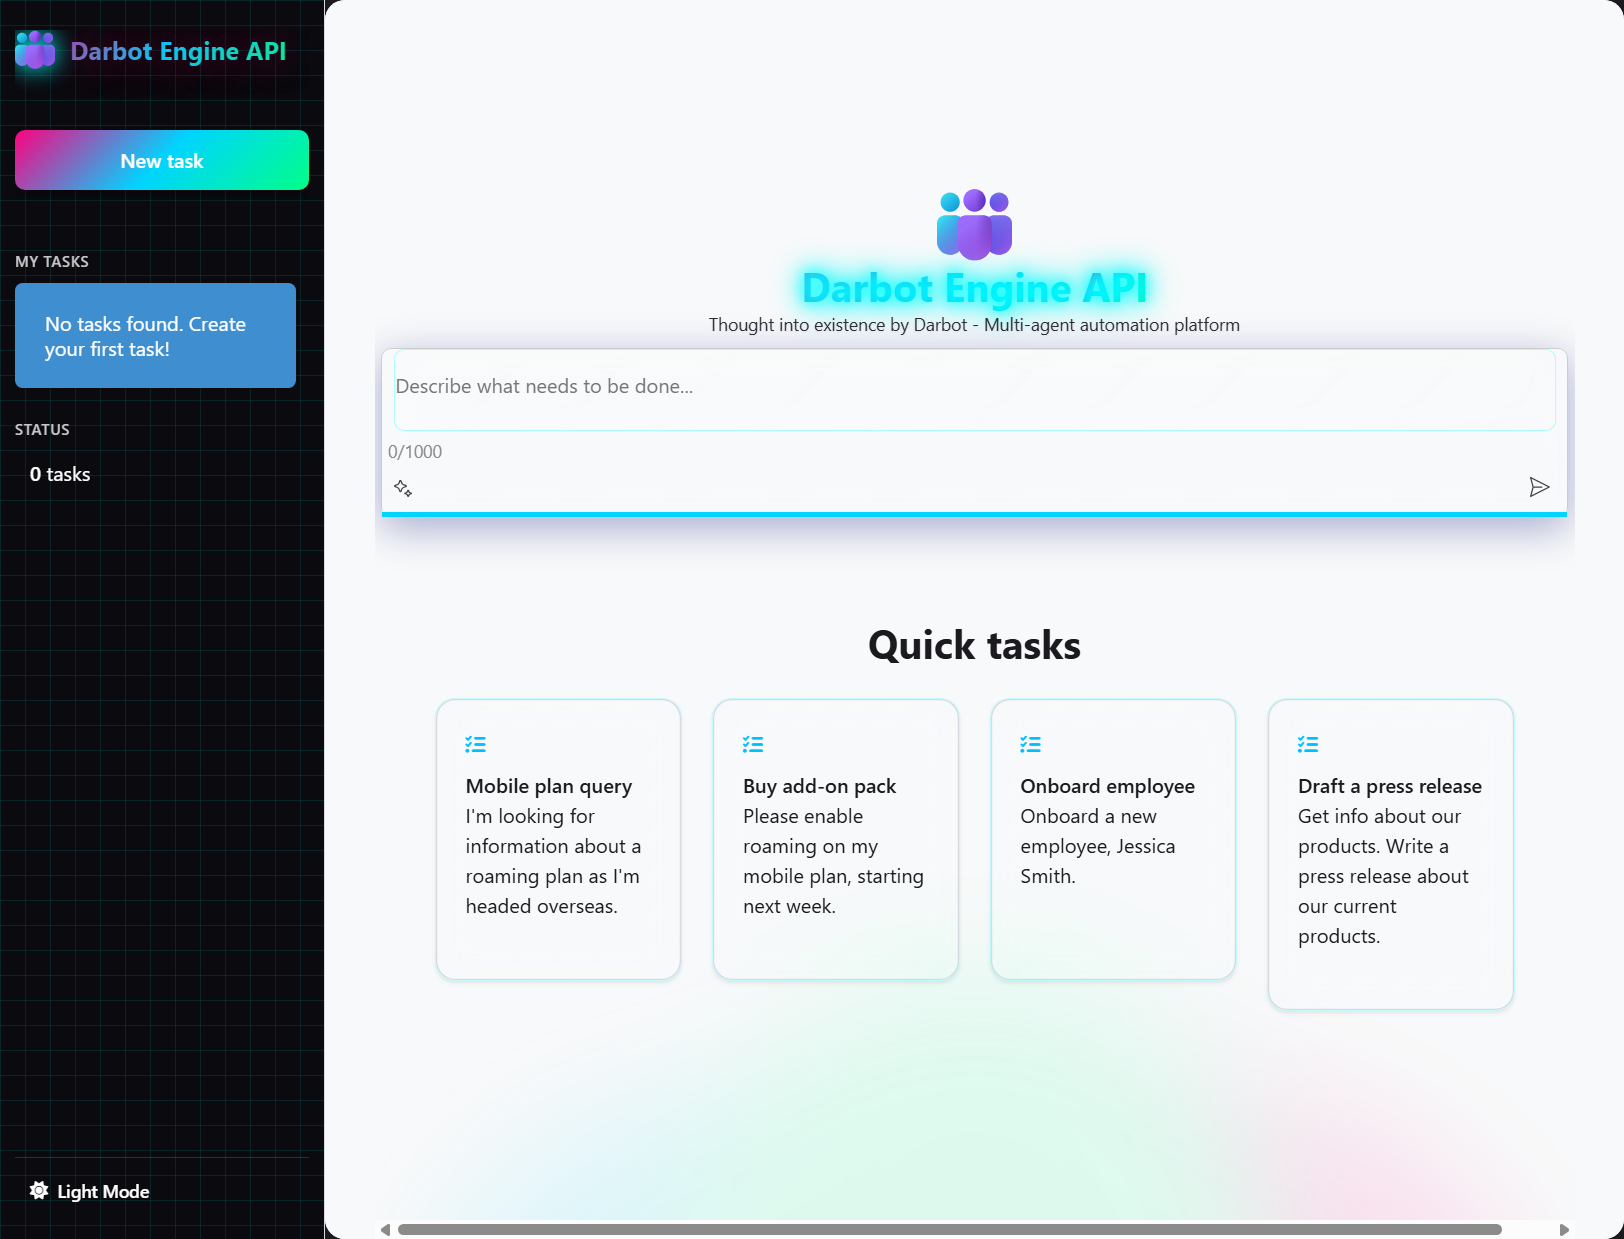 Darbot Engine API
New task
MY TASKS
No tasks found. Create
your first task!
STATUS
0 tasks
Light Mode
Darbot Engine API
Thought into existence by Darbot - Multi-agent automation platform
Describe what needs to be done...
0/1000
Quick tasks
Mobile plan query
I'm looking for
information about a
roaming plan as I'm
headed overseas.
Buy add-on pack
Please enable
roaming on my
mobile plan, starting
next week.
Onboard employee
Onboard a new
employee, Jessica
Smith.
Draft a press release
Get info about our
products. Write a
press release about
our current
products.